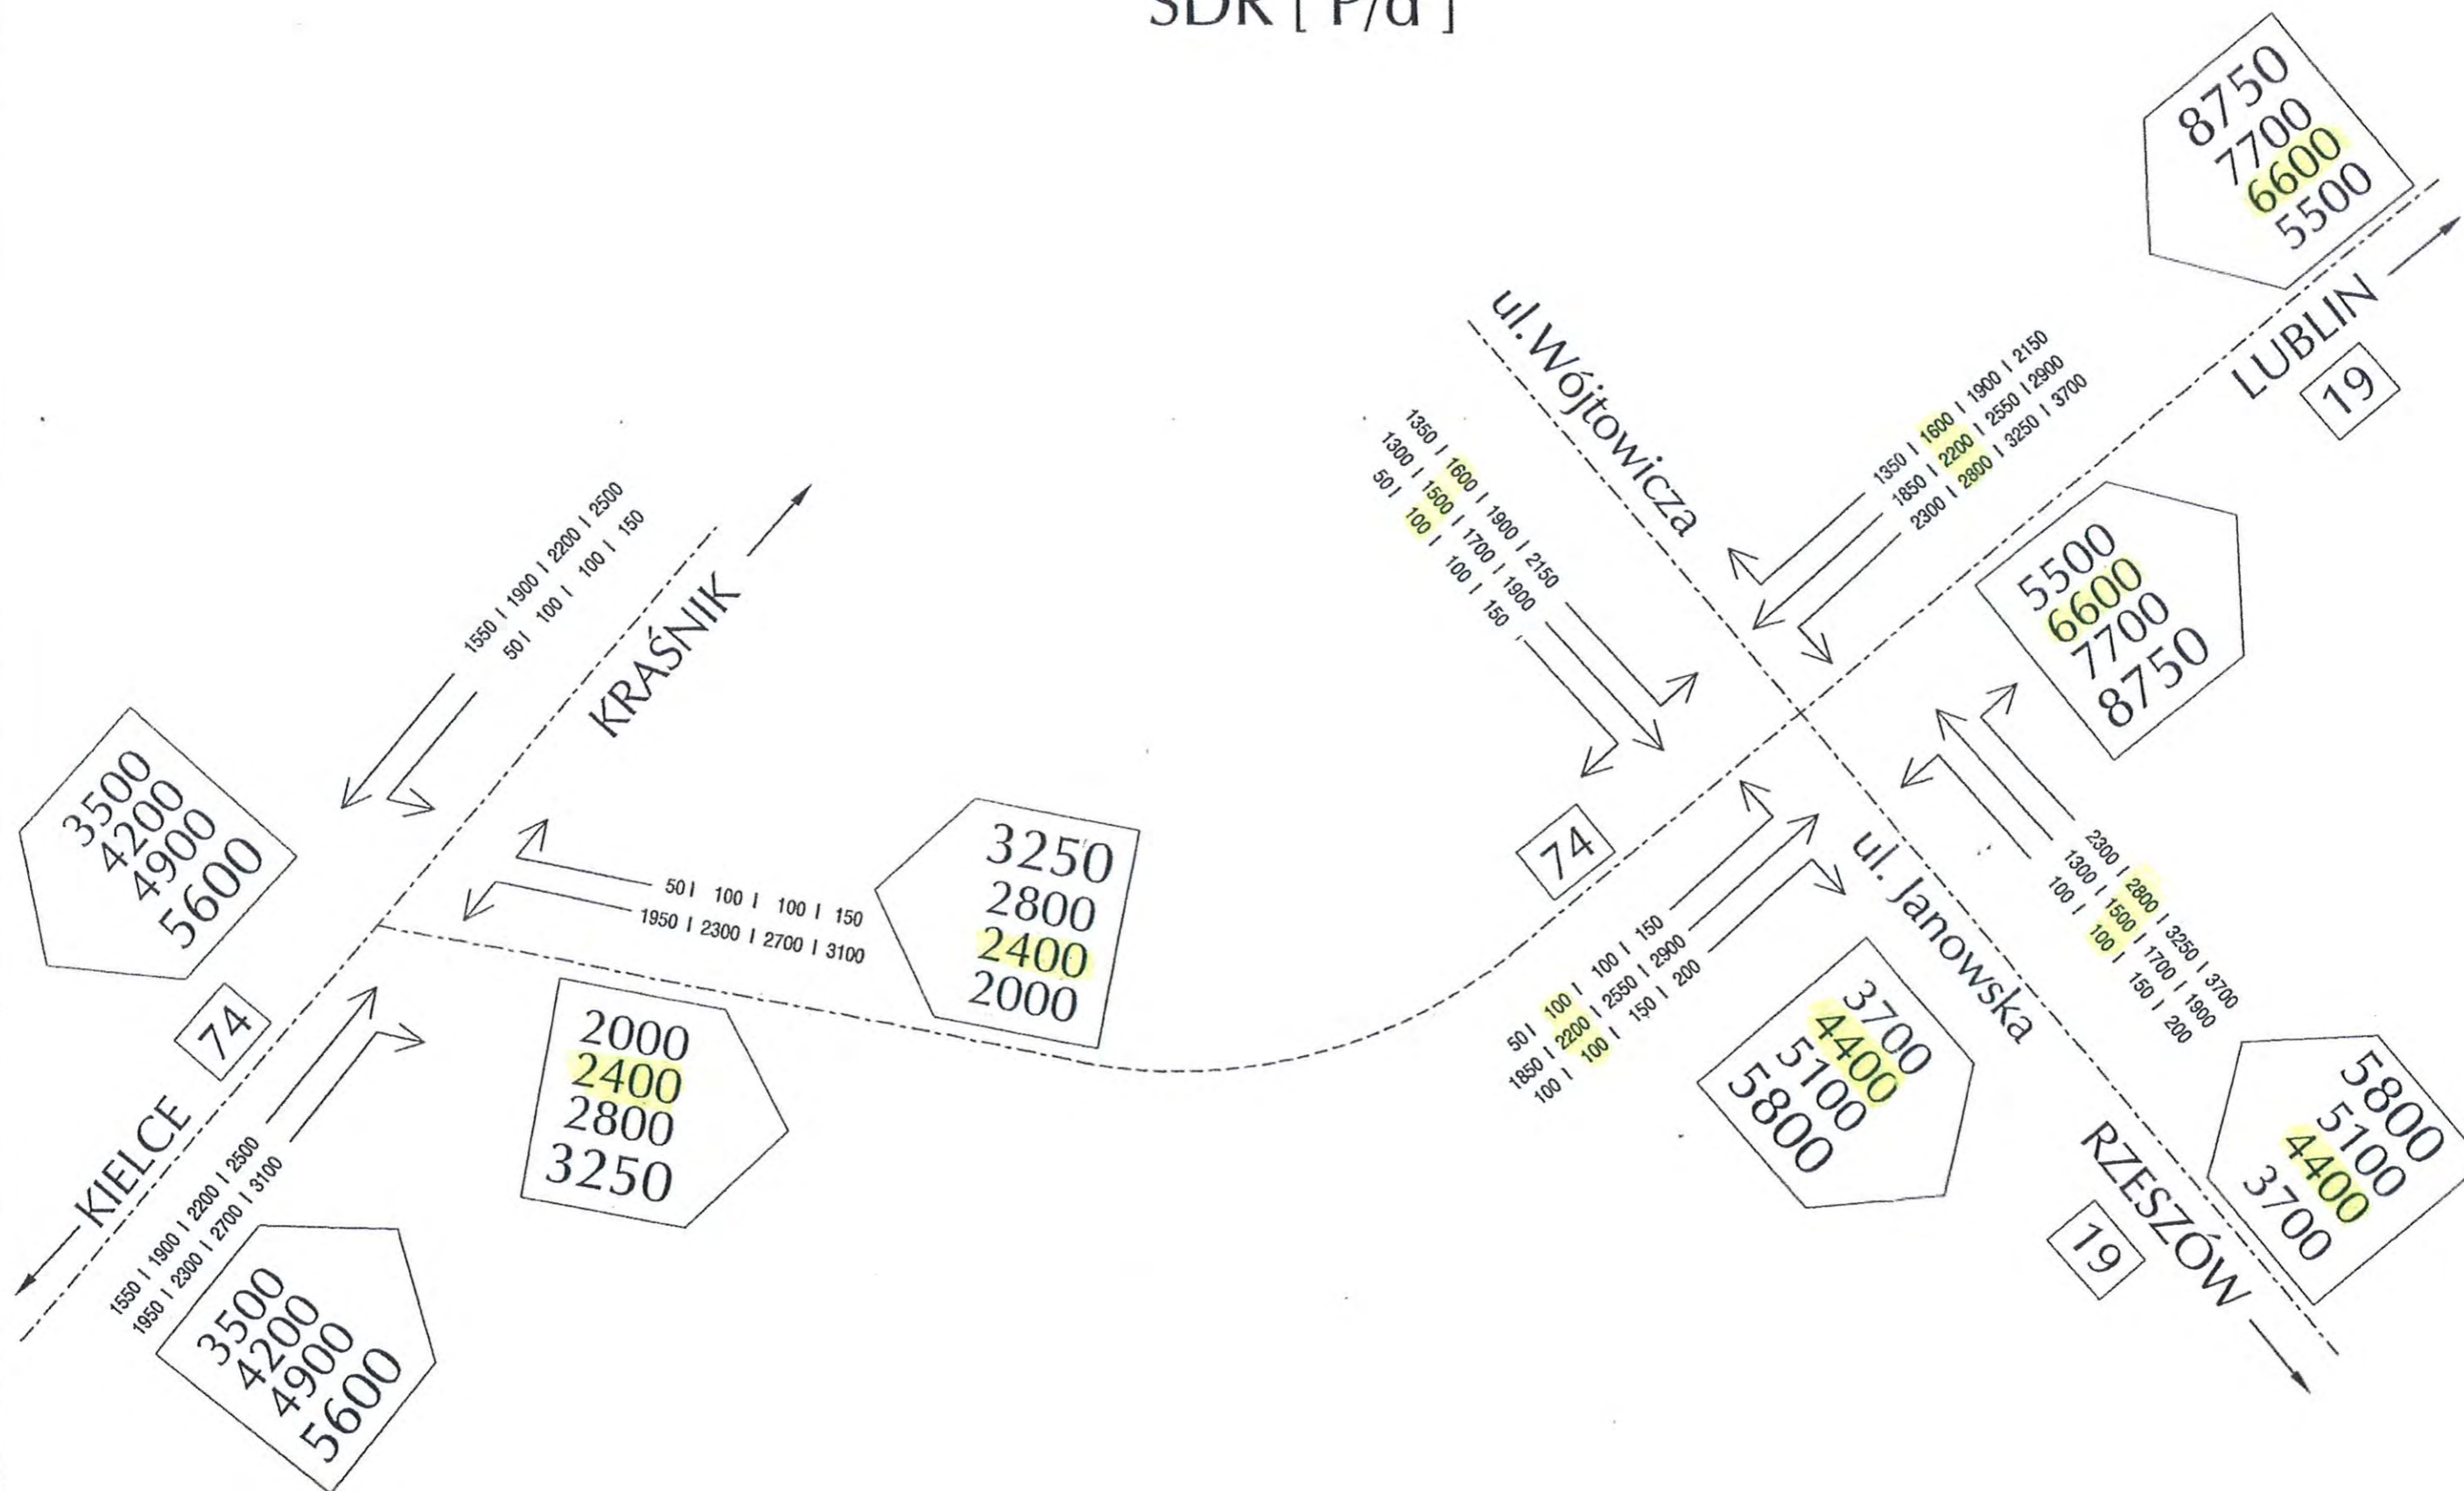 SDR [ P/d ]
8750
7700
6600
5500
LUBLIN
19
ul.Wójtowicza
1350 | 1600 | 1900 | 2150
1850 | 2200 | 2550 | 2900
2300 | 2800 | 3250 | 3700
1350 | 1600 | 1900 | 2150
1300 | 1500 | 1700 | 1900
50 | 100 | 100 | 150
5500
6600
7700
8750
1550 | 1900 | 2200 | 2500
50 | 100 | 100 | 150
KRAŚNIK
3500
4200
4900
5600
50 | 100 | 100 | 150
1950 | 2300 | 2700 | 3100
3250
2800
2400
2000
74
ul. Janowska
2300 | 2800 | 3250 | 3700
1300 | 1500 | 1700 | 1900
100 | 100 | 150 | 200
50 | 100 | 100 | 150
1850 | 2200 | 2550 | 2900
100 | 100 | 150 | 200
3700
4400
5100
5800
2000
2400
2800
3250
74
KIELCE
1550 | 1900 | 2200 | 2500
1950 | 2300 | 2700 | 3100
3500
4200
4900
5600
5800
5100
4400
3700
RZESZÓW
19